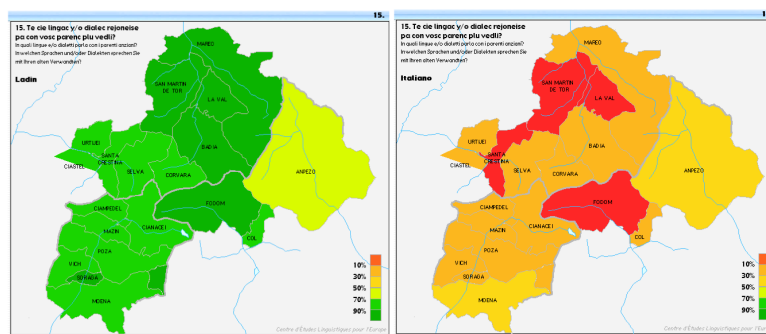 15.
15. Te cie lingac y/o dialec rejoneise
pa con vosc parenc plu vedli?
In quali lingue e/o dialetti parla con i parenti anziani?
In welchen Sprachen und/oder Dialekten sprechen Sie
mit Ihren alten Verwandten?
Ladin
MAREO
SAN MARTIN
DE TOR
LA VAL
BADIA
URTIJEI
SANTA
CRESTINA
CIASTEL
SELVA
CORVARA
ANPEZO
FODOM
CIAMPEDEL
CIANACEI
MAZIN
COL
POZA
VICH
SORAGA
MOENA
10%
30%
50%
70%
90%
Centre d'Études Linguistiques pour l'Europe
1
15. Te cie lingac y/o dialec rejoneise
pa con vosc parenc plu vedli?
In quali lingue e/o dialetti parla con i parenti anziani?
In welchen Sprachen und/oder Dialekten sprechen Sie
mit Ihren alten Verwandten?
Italiano
MAREO
SAN MARTIN
DE TOR
LA VAL
BADIA
URTIJEI
SANTA
CRESTINA
CIASTEL
SELVA
CORVARA
ANPEZO
FODOM
CIAMPEDEL
CIANACEI
MAZIN
COL
POZA
VICH
SORAGA
MOENA
10%
30%
50%
70%
90%
Centre d'Études Linguistiques pour l'Eur